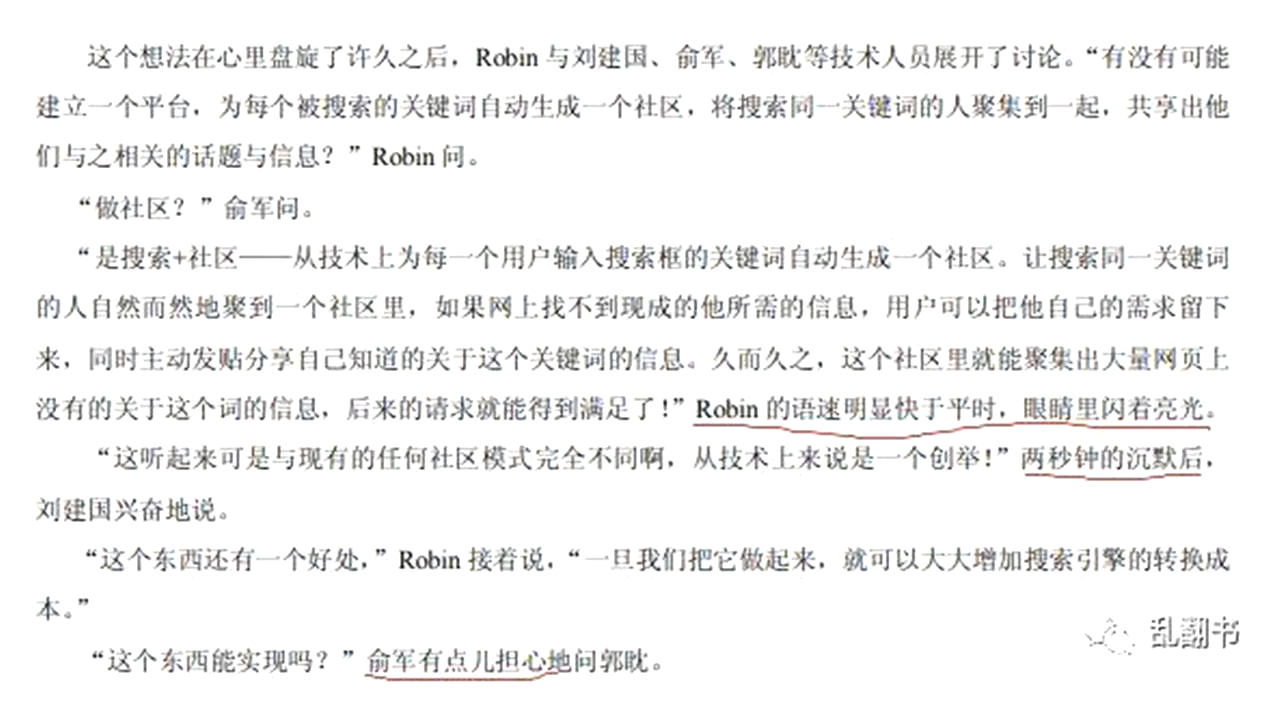 这个想法在心里盘旋了许久之后，Robin 与刘建国、俞军、郭眈等技术人员展开了讨论。“有没有可能
建立一个平台，为每个被搜索的关键词自动生成一个社区，将搜索同一关键词的人聚集到一起，共享出他
们与之相关的话题与信息？”Robin 问。
“做社区？”俞军问。
“是搜索+社区——从技术上为每一个用户输入搜索框的关键词自动生成一个社区。让搜索同一关键词
的人自然而然地聚到一个社区里，如果网上找不到现成的他所需的信息，用户可以把他自己的需求留下
来，同时主动发贴分享自己知道的关于这个关键词的信息。久而久之，这个社区里就能聚集出大量网页上
没有的关于这个词的信息，后来的请求就能得到满足了！”Robin 的语速明显快于平时，眼睛里闪着亮光。
“这听起来可是与现有的任何社区模式完全不同啊，从技术上来说是一个创举！”两秒钟的沉默后，
刘建国兴奋地说。
“这个东西还有一个好处，”Robin 接着说，“一旦我们把它做起来，就可以大大增加搜索引擎的转换成
本。”
“这个东西能实现吗？”俞军有点儿担心地问郭眈。
乱翻书